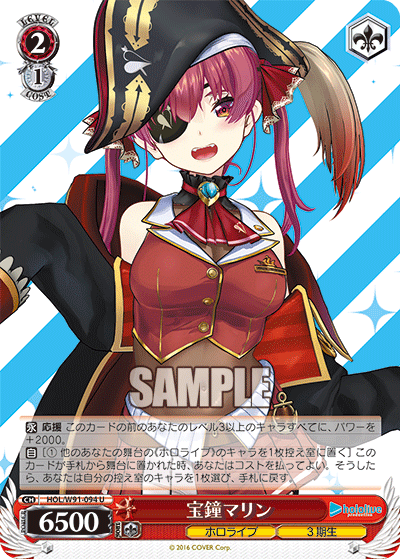 LEVEL
2
1
COST
SAMPLE
永 応援 このカードの前のあなたのレベル3以上のキャラすべてに、パワーを
+2000。
自 [① 他のあなたの舞台の《ホロライブ》のキャラを1枚控え室に置く] この
カードが手札から舞台に置かれた時、あなたはコストを払ってよい。そうした
ら、あなたは自分の控え室のキャラを1枚選び、手札に戻す。
CH HOL/W91-094 U
6500
宝鐘マリン
hololive
ホロライブ
3期生
© 2016 COVER Corp.